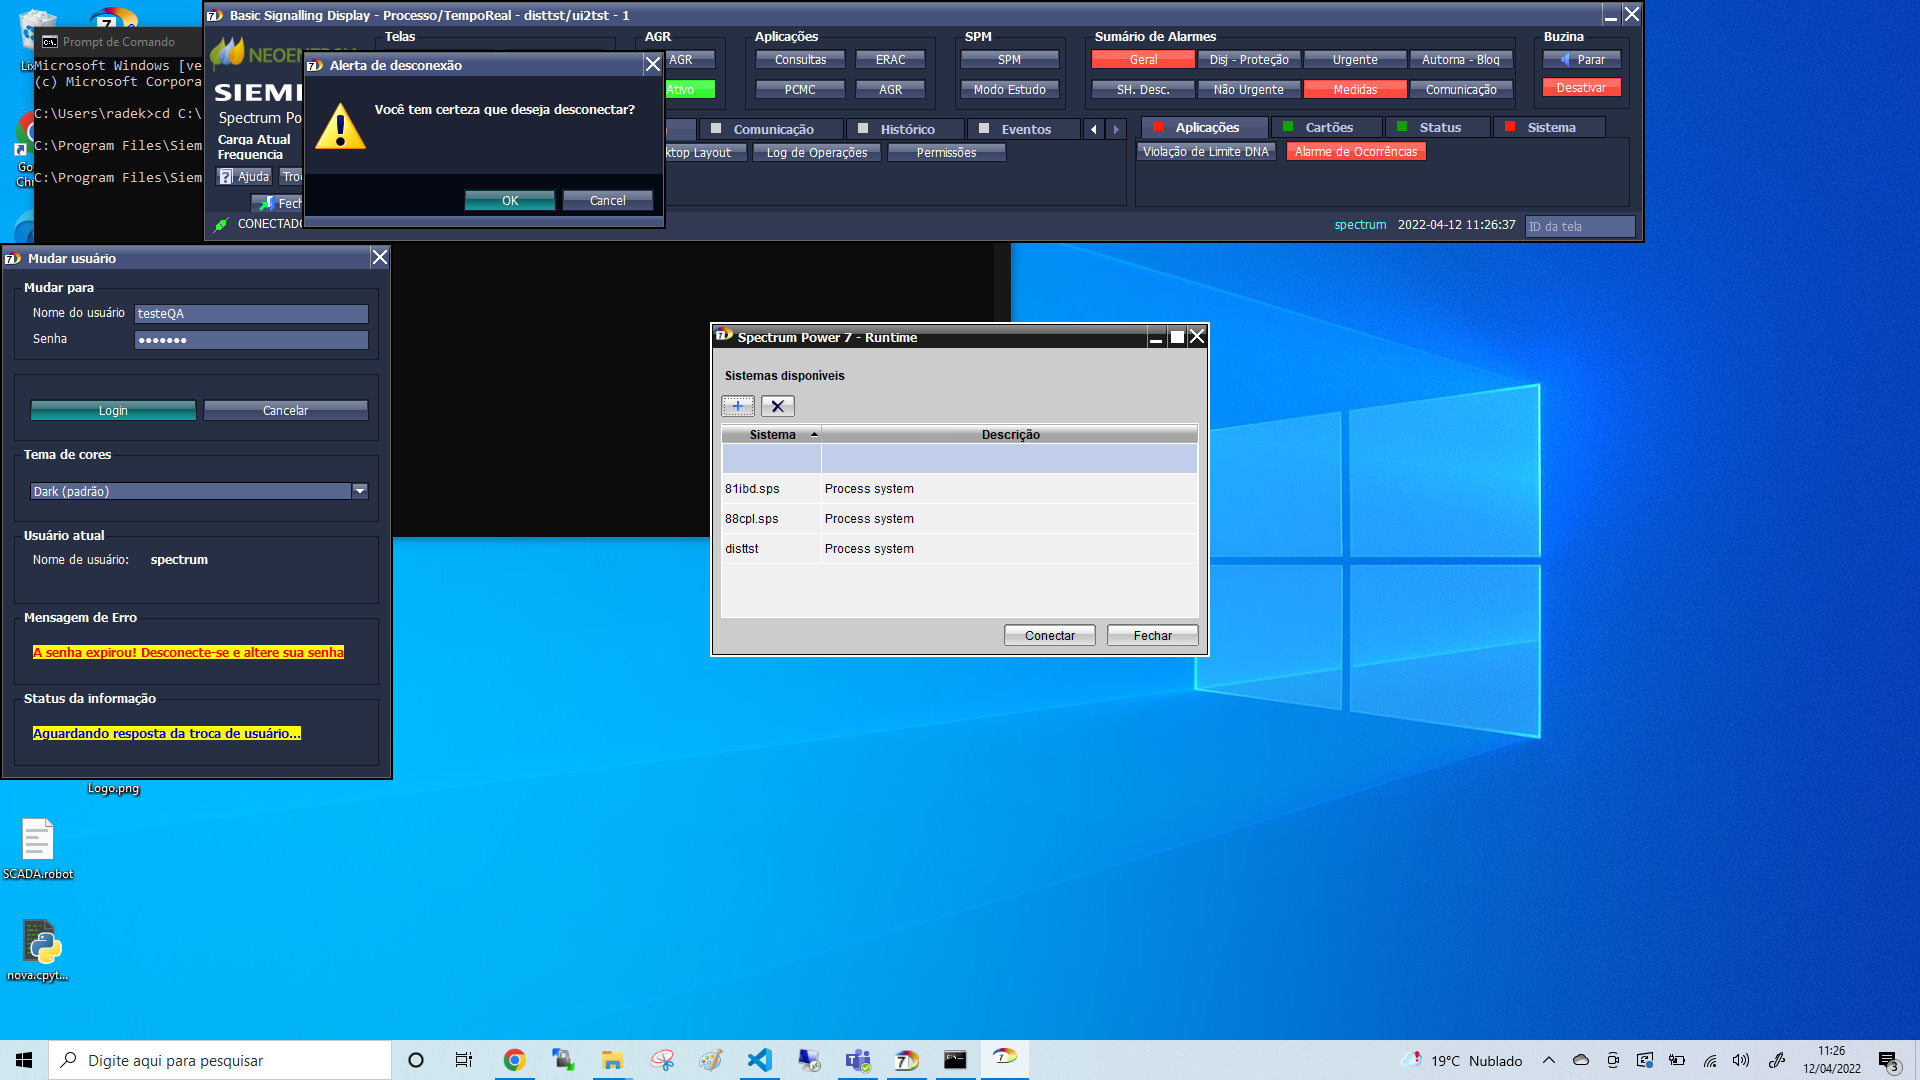 Basic Signalling Display - Processo/TempoReal - disttst/ui2tst - 1
Prompt de Comando
Microsoft Windows [ve
(c) Microsoft Corpora
C:\Users\radek>cd C:\
C:\Program Files\Siem
C:\Program Files\Siem
SIEM
Spectrum Po
Carga Atual
Frequencia
Ajuda
Tro
Fech
CONECTADO
Telas
AGR
AGR
Ativo
Aplicações
Consultas
ERAC
PCMC
AGR
SPM
SPM
Modo Estudo
Sumário de Alarmes
Geral
Disj - Proteção
Urgente
Automa - Bloq
SH. Desc.
Não Urgente
Medidas
Comunicação
Buzina
Parar
Desativar
Comunicação
Histórico
Eventos
ktop Layout
Log de Operações
Permissões
Aplicações
Cartões
Status
Sistema
Violação de Limite DNA
Alarme de Ocorrências
spectrum
2022-04-12 11:26:37
ID da tela
Alerta de desconexão
Você tem certeza que deseja desconectar?
OK
Cancel
Mudar usuário
Mudar para
Nome do usuário
testeQA
Senha
•••••••
Login
Cancelar
Tema de cores
Dark (padrão)
Usuário atual
Nome de usuário:
spectrum
Mensagem de Erro
A senha expirou! Desconecte-se e altere sua senha
Status da informação
Aguardando resposta da troca de usuário...
Spectrum Power 7 - Runtime
Sistemas disponíveis
Sistema
Descrição
81ibd.sps
Process system
88cpl.sps
Process system
disttst
Process system
Conectar
Fechar
Logo.png
SCADA.robot
nova.cpyt...
Digite aqui para pesquisar
19°C Nublado
11:26
12/04/2022
3